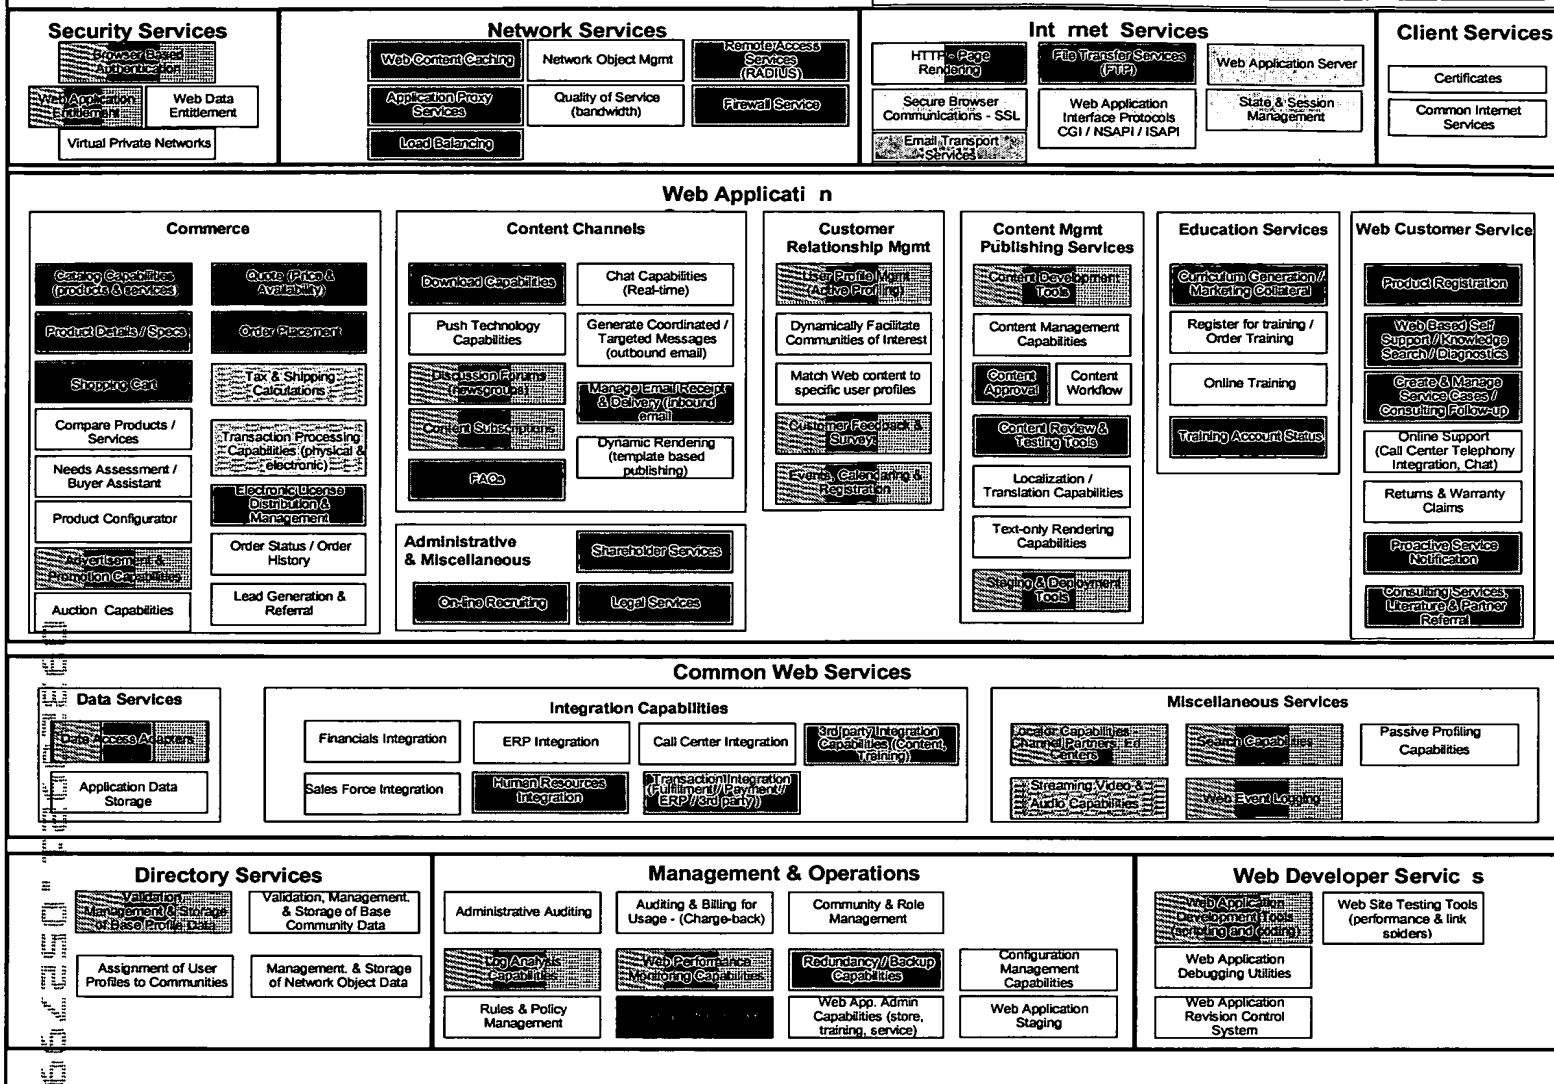 Security Services
Browser Based
Authentication
Web Application
Entitlement
Web Data
Entitlement
Virtual Private Networks
Network Services
Web Content Caching
Network Object Mgmt
Remote Access
Services
(RADIUS)
Application Proxy
Services
Quality of Service
(bandwidth)
Firewall Service
Load Balancing
Int rnet Services
HTTP - Page
Rendering
File Transfer Services
(FTP)
Web Application Server
Secure Browser
Communications - SSL
Web Application
Interface Protocols
CGI / NSAPI / ISAPI
State & Session
Management
Email Transport
Services
Client Services
Certificates
Common Internet
Services
Web Applicati n
Commerce
Catalog Capabilities
(products & services)
Quote (Price &
Availability)
Product Details / Specs
Order Placement
Shopping Cart
Tax & Shipping
Calculations
Compare Products /
Services
Transaction Processing
Capabilities (physical &
electronic)
Needs Assessment /
Buyer Assistant
Electronic License
Distribution &
Management
Product Configurator
Order Status / Order
History
Advertisement &
Promotion Capabilities
Auction Capabilities
Lead Generation &
Referral
Content Channels
Download Capabilities
Chat Capabilities
(Real-time)
Push Technology
Capabilities
Generate Coordinated /
Targeted Messages
(outbound email)
Discussion Forums
(newsgroups)
Manage Email Receipt
& Delivery (inbound
email
Content Subscriptions
Dynamic Rendering
(template based
publishing)
FAQs
Administrative
& Miscellaneous
Shareholder Services
On-line Recruiting
Legal Services
Customer
Relationship Mgmt
User Profile Mgmt
(Active Profiling)
Dynamically Facilitate
Communities of Interest
Match Web content to
specific user profiles
Customer Feedback &
Surveys
Events, Calendaring &
Registration
Content Mgmt
Publishing Services
Content Development
Tools
Content Management
Capabilities
Content
Approval
Content
Workflow
Content Review &
Testing Tools
Localization /
Translation Capabilities
Text-only Rendering
Capabilities
Staging & Deployment
Tools
Education Services
Curriculum Generation /
Marketing Collateral
Register for training /
Order Training
Online Training
Training Account Status
Web Customer Service
Product Registration
Web Based Self
Support / Knowledge
Search / Diagnostics
Create & Manage
Service Cases /
Consulting Follow-up
Online Support
(Call Center Telephony
Integration, Chat)
Returns & Warranty
Claims
Proactive Service
Notification
Consulting Services,
Literature & Partner
Referral
Common Web Services
Data Services
Data Access Adapters
Application Data
Storage
Integration Capabilities
Financials Integration
ERP Integration
Call Center Integration
3rd party Integration
Capabilities (Content,
Training)
Sales Force Integration
Human Resources
Integration
Transaction Integration
(Fulfillment / Payment /
ERP / 3rd party)
Miscellaneous Services
Locator Capabilities -
Channel Partners, Ed
Centers
Search Capabilities
Passive Profiling
Capabilities
Streaming Video &
Audio Capabilities
Web Event Logging
Directory Services
Validation,
Management & Storage
of Base Profile Data
Validation, Management.
& Storage of Base
Community Data
Assignment of User
Profiles to Communities
Management. & Storage
of Network Object Data
Management & Operations
Administrative Auditing
Auditing & Billing for
Usage - (Charge-back)
Community & Role
Management
Log Analysis
Capabilities
Web Performance
Monitoring Capabilities
Redundancy / Backup
Capabilities
Configuration
Management
Capabilities
Rules & Policy
Management
Web App. Admin
Capabilities (store,
training, service)
Web Application
Staging
Web Developer Servic s
Web Application
Development Tools
(scripting and coding)
Web Site Testing Tools
(performance & link
spiders)
Web Application
Debugging Utilities
Web Application
Revision Control
System